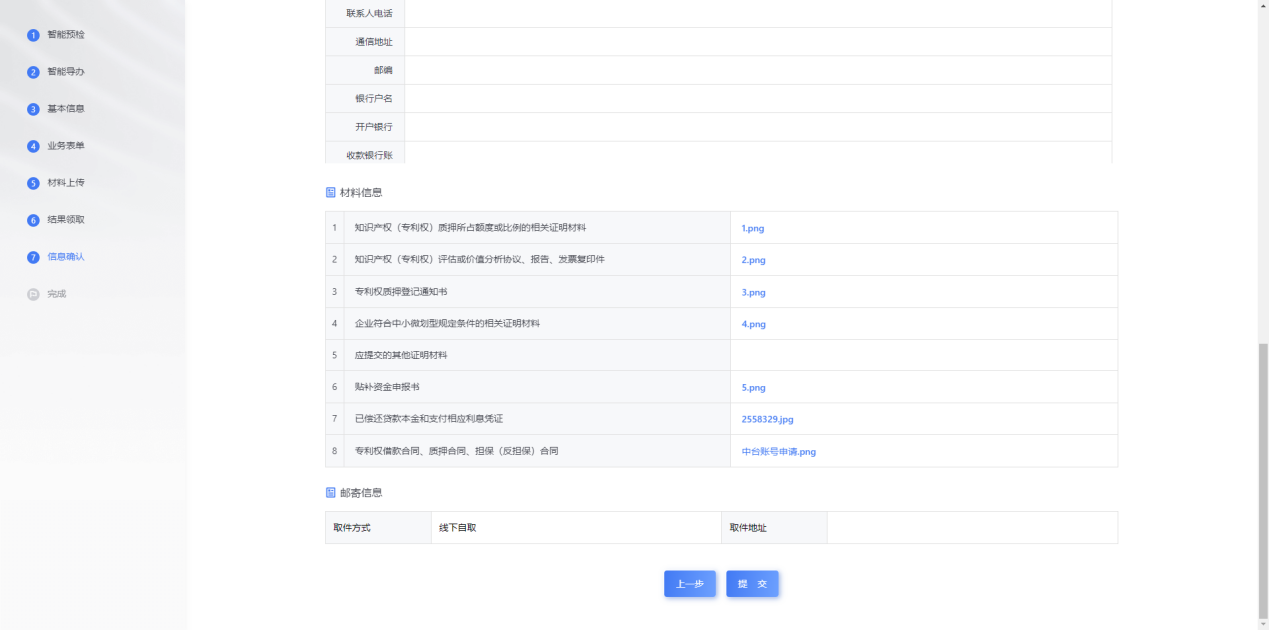 1 智能预检
2 智能导办
3 基本信息
4 业务表单
5 材料上传
6 结果领取
7 信息确认
完成
联系人电话
通信地址
邮编
银行户名
开户银行
收款银行账
材料信息
1 知识产权（专利权）质押所占额度或比例的相关证明材料 1.png
2 知识产权（专利权）评估或价值分析协议、报告、发票复印件 2.png
3 专利权质押登记通知书 3.png
4 企业符合中小微划型规定条件的相关证明材料 4.png
5 应提交的其他证明材料
6 贴补资金申报书 5.png
7 已偿还贷款本金和支付相应利息凭证 2558329.jpg
8 专利权借款合同、质押合同、担保（反担保）合同 中台账号申请.png
邮寄信息
取件方式 线下自取 取件地址
上一步 提 交